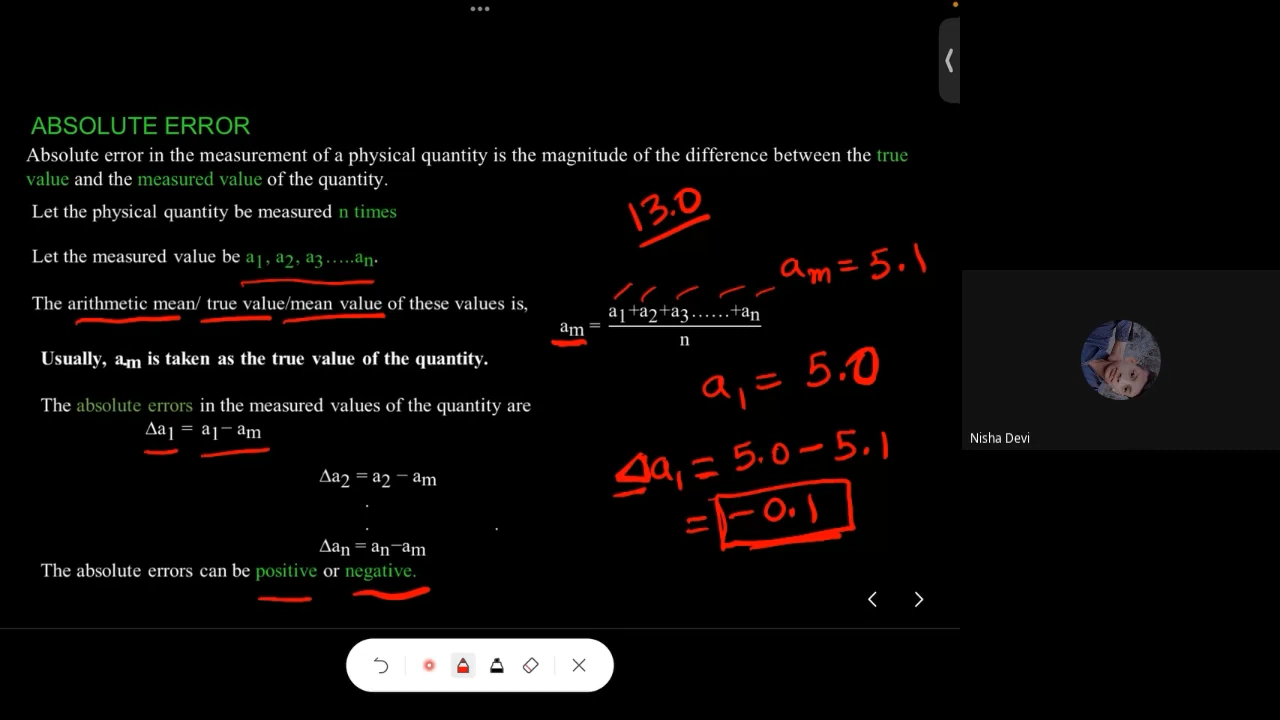 ABSOLUTE ERROR
Absolute error in the measurement of a physical quantity is the magnitude of the difference between the true
value and the measured value of the quantity.
13.0
Let the physical quantity be measured n times
Let the measured value be a1, a2, a3…..an.
am = 5.1
The arithmetic mean/ true value/mean value of these values is,
am = a1+a2+a3……+an
n
Usually, am is taken as the true value of the quantity.
a1 = 5.0
The absolute errors in the measured values of the quantity are
Δa1 = a1− am
Δa1 = 5.0 − 5.1
Δa2 = a2 − am
= −0.1
.
. .
Δan = an−am
The absolute errors can be positive or negative.
Nisha Devi